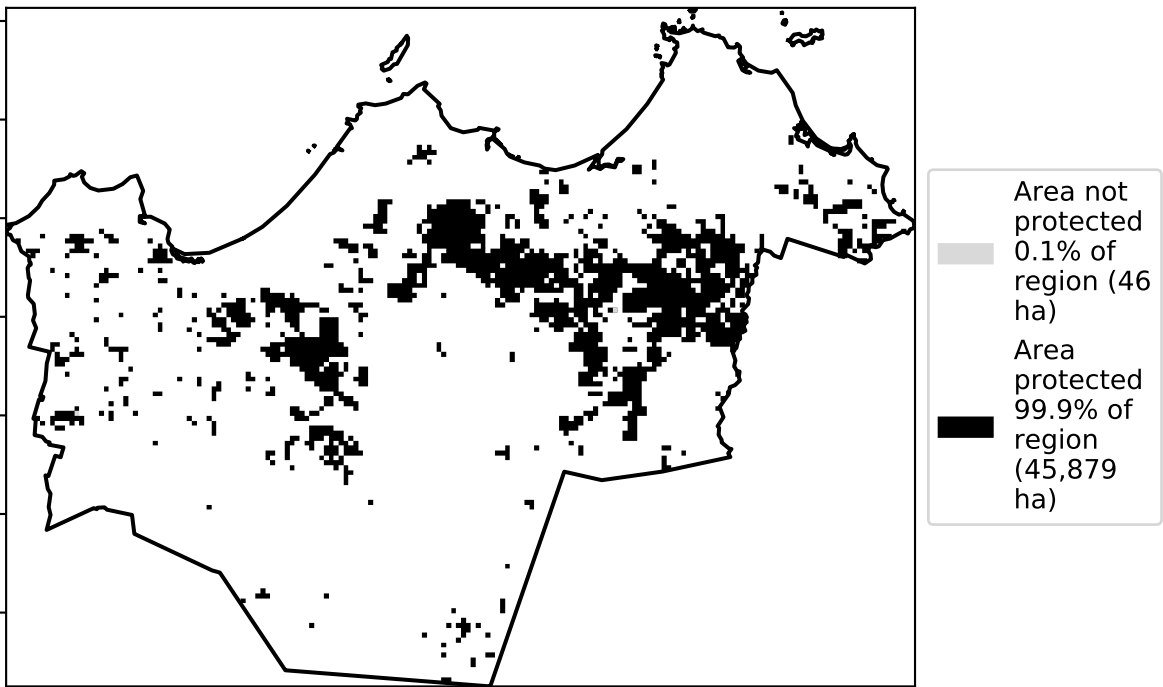 Area not
protected
0.1% of
region (46
ha)
Area
protected
99.9% of
region
(45,879
ha)